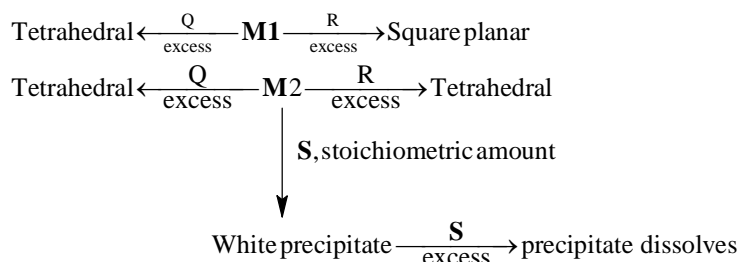 Tetrahedral ←Q excess M1 R excess→ Square planar
Tetrahedral ←Q excess M2 R excess→ Tetrahedral
S, stoichiometric amount
White precipitate S excess→ precipitate dissolves